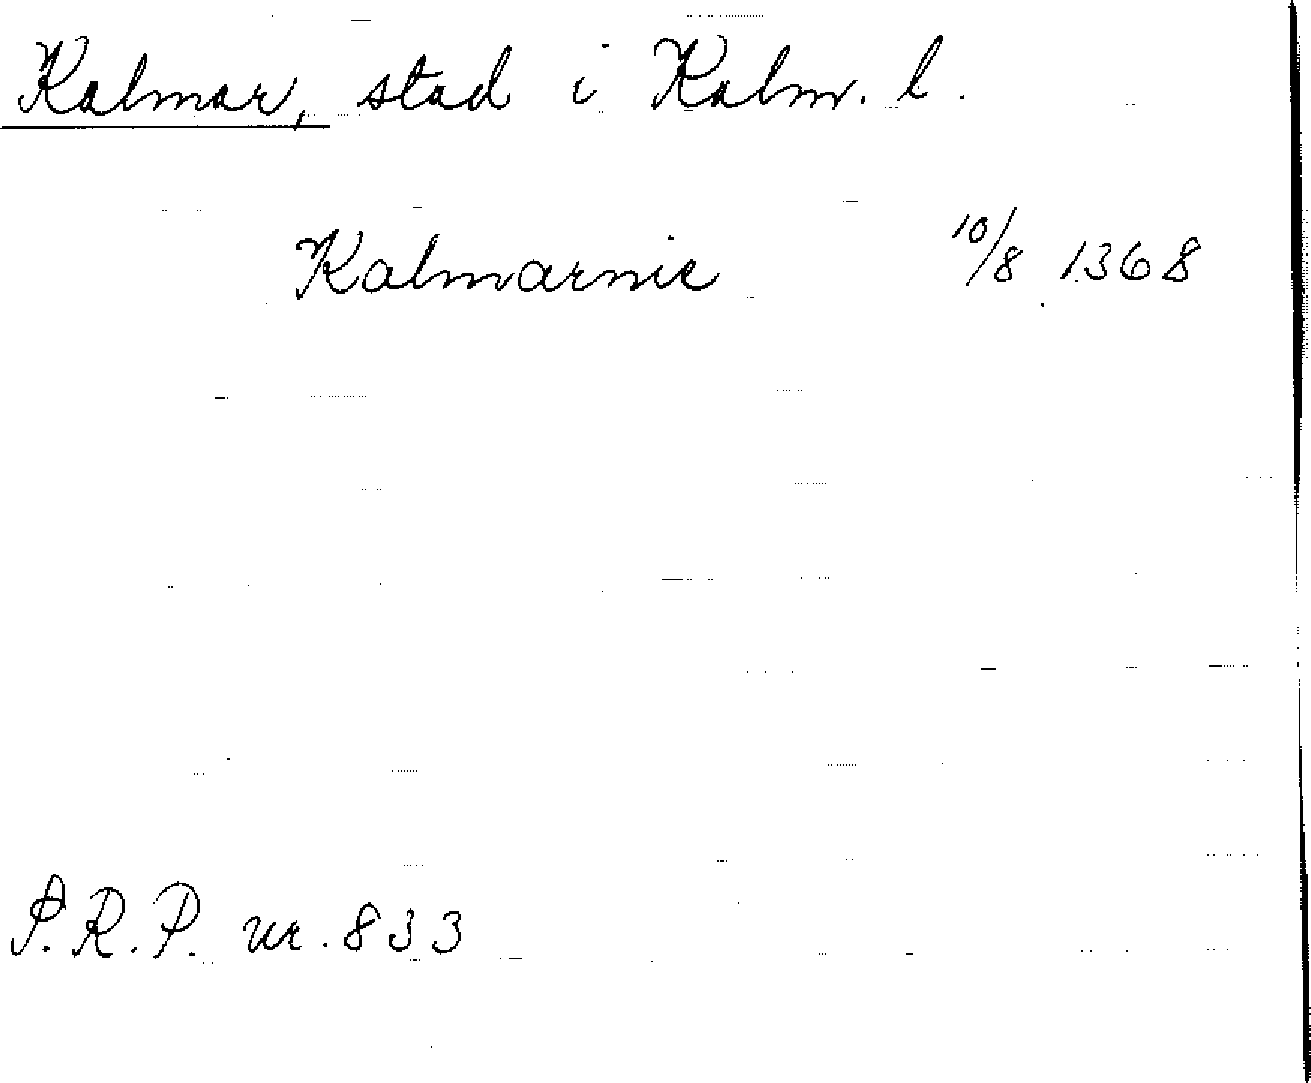 Kalmar, stad i Kalm. l.
Kalmarnie 10/8 1368
S.R.P. nr. 833